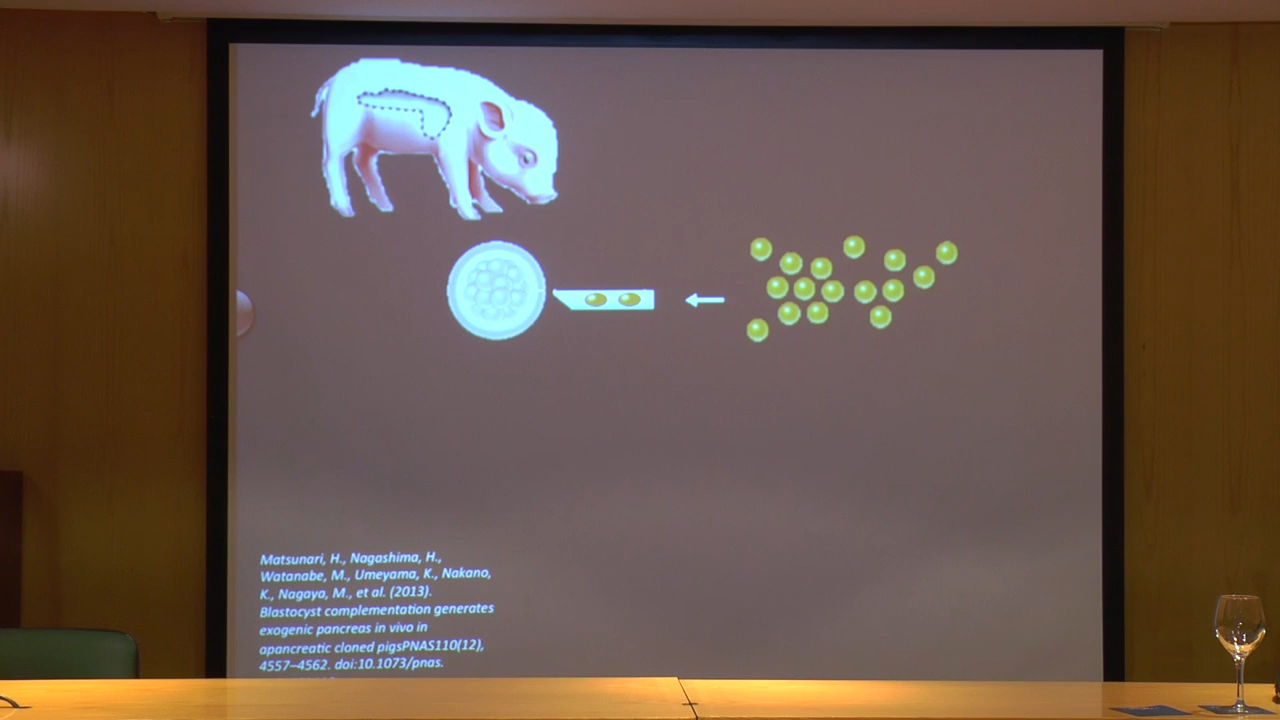 Matsunari, H., Nagashima, H.,
Watanabe, M., Umeyama, K., Nakano,
K., Nagaya, M., et al. (2013).
Blastocyst complementation generates
exogenic pancreas in vivo in
apancreatic cloned pigsPNAS110(12),
4557–4562. doi:10.1073/pnas.